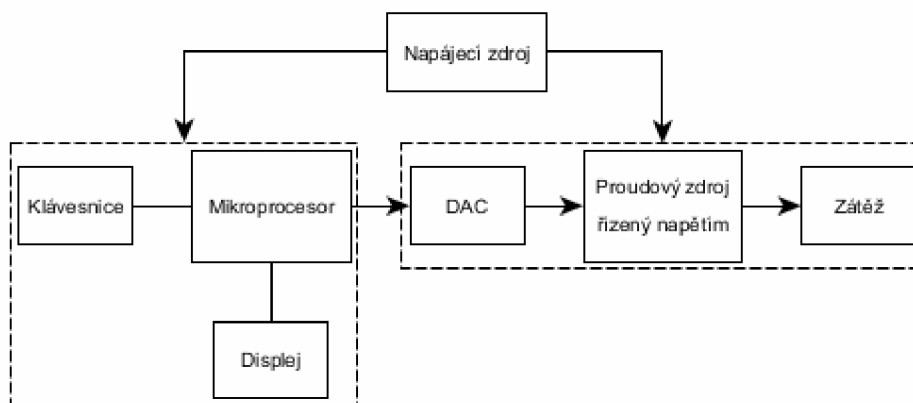 Napájecí zdroj
Klávesnice
Mikroprocesor
DAC
Proudový zdroj
řízený napětím
Zátěž
Displej